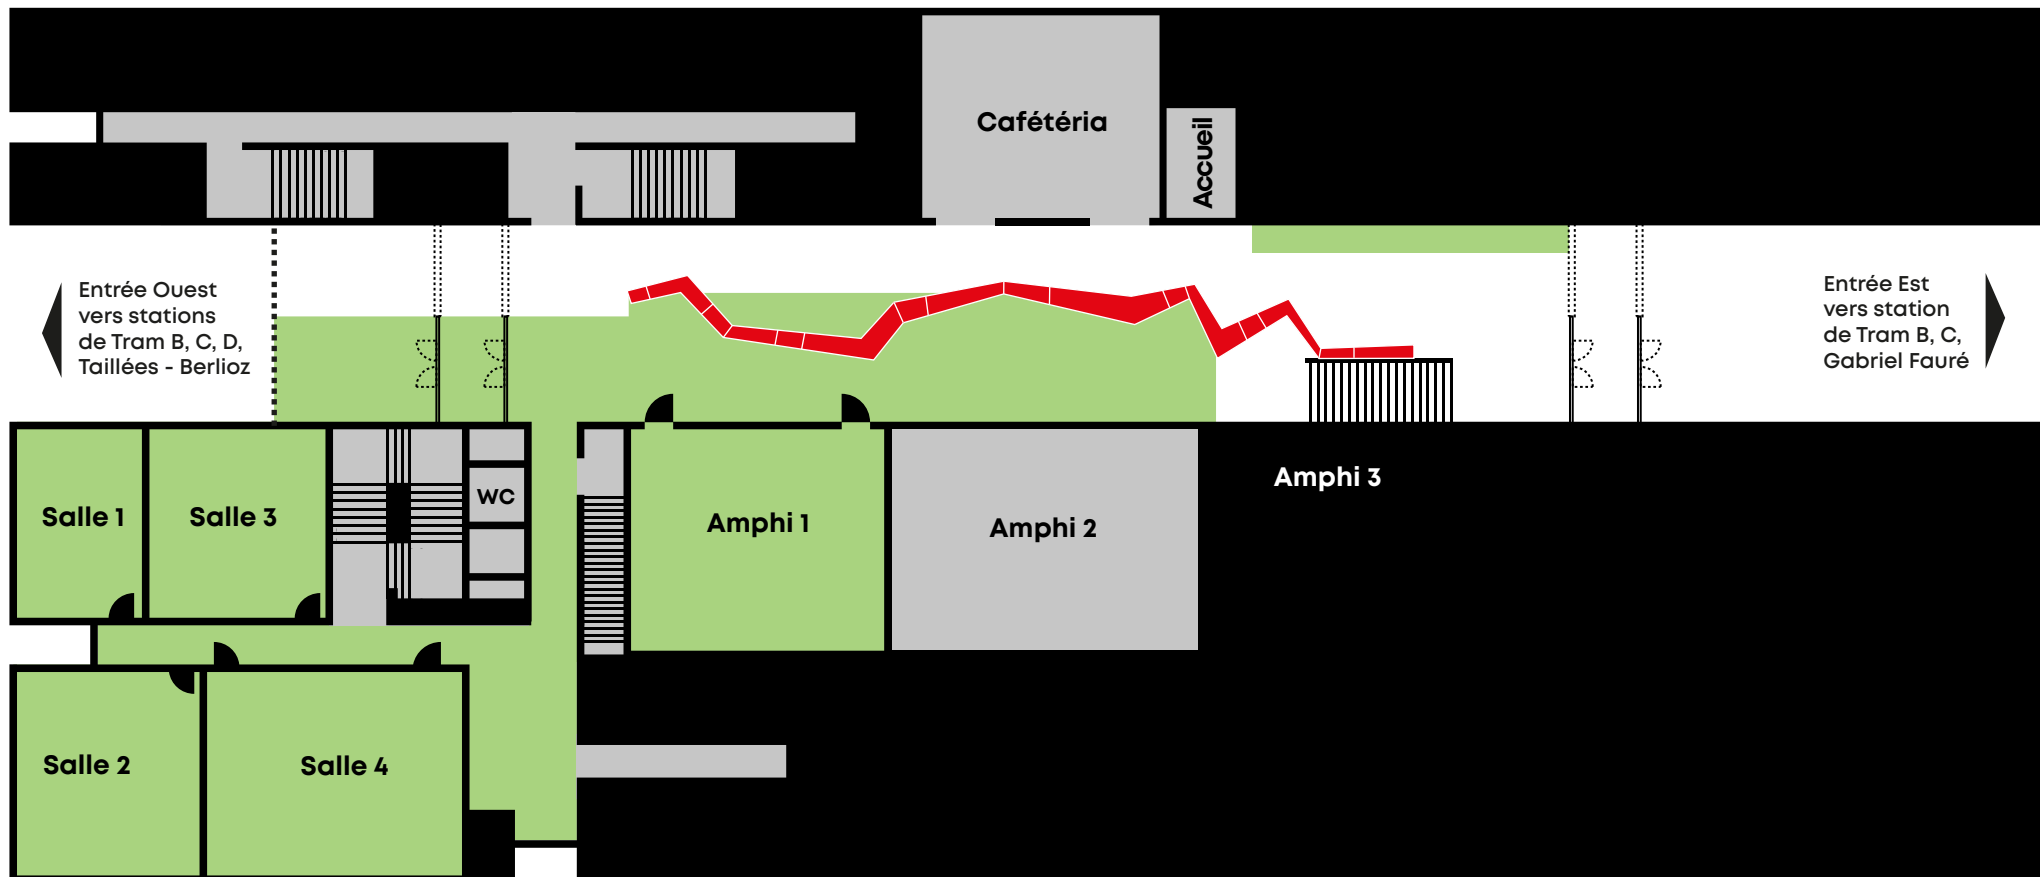 Cafétéria
Accueil
Entrée Ouest
vers stations
de Tram B, C, D,
Taillées - Berlioz
Entrée Est
vers station
de Tram B, C,
Gabriel Fauré
Salle 1
Salle 3
WC
Amphi 1
Amphi 2
Amphi 3
Salle 2
Salle 4